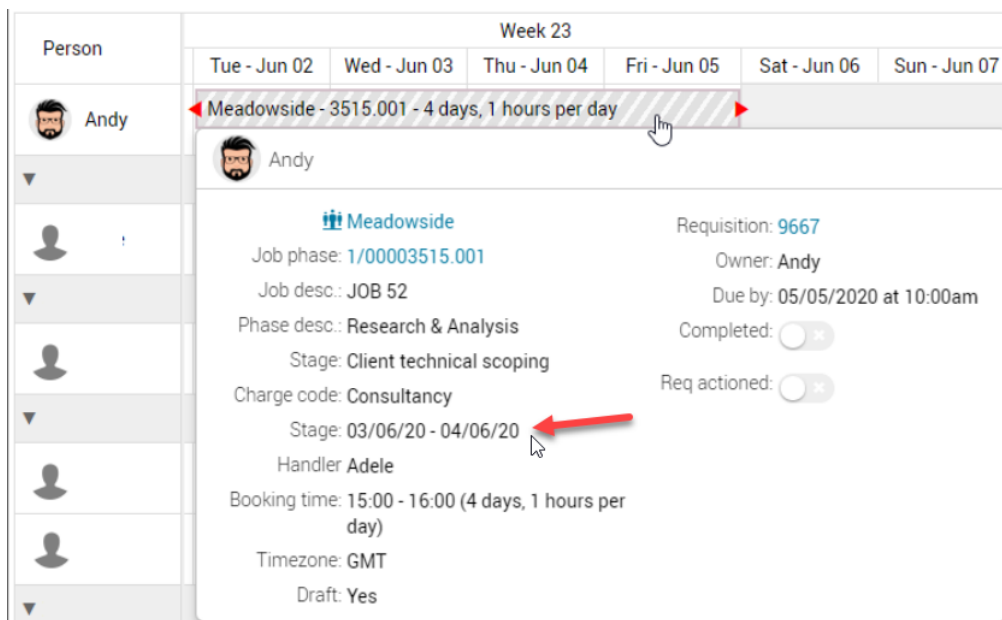 Person
Week 23
Tue - Jun 02 Wed - Jun 03 Thu - Jun 04 Fri - Jun 05 Sat - Jun 06 Sun - Jun 07
Andy
Meadowside - 3515.001 - 4 days, 1 hours per day
Andy
Meadowside
Job phase: 1/00003515.001
Job desc.: JOB 52
Phase desc.: Research & Analysis
Stage: Client technical scoping
Charge code: Consultancy
Stage: 03/06/20 - 04/06/20
Handler Adele
Booking time: 15:00 - 16:00 (4 days, 1 hours per
day)
Timezone: GMT
Draft: Yes
Requisition: 9667
Owner: Andy
Due by: 05/05/2020 at 10:00am
Completed:
Req actioned: